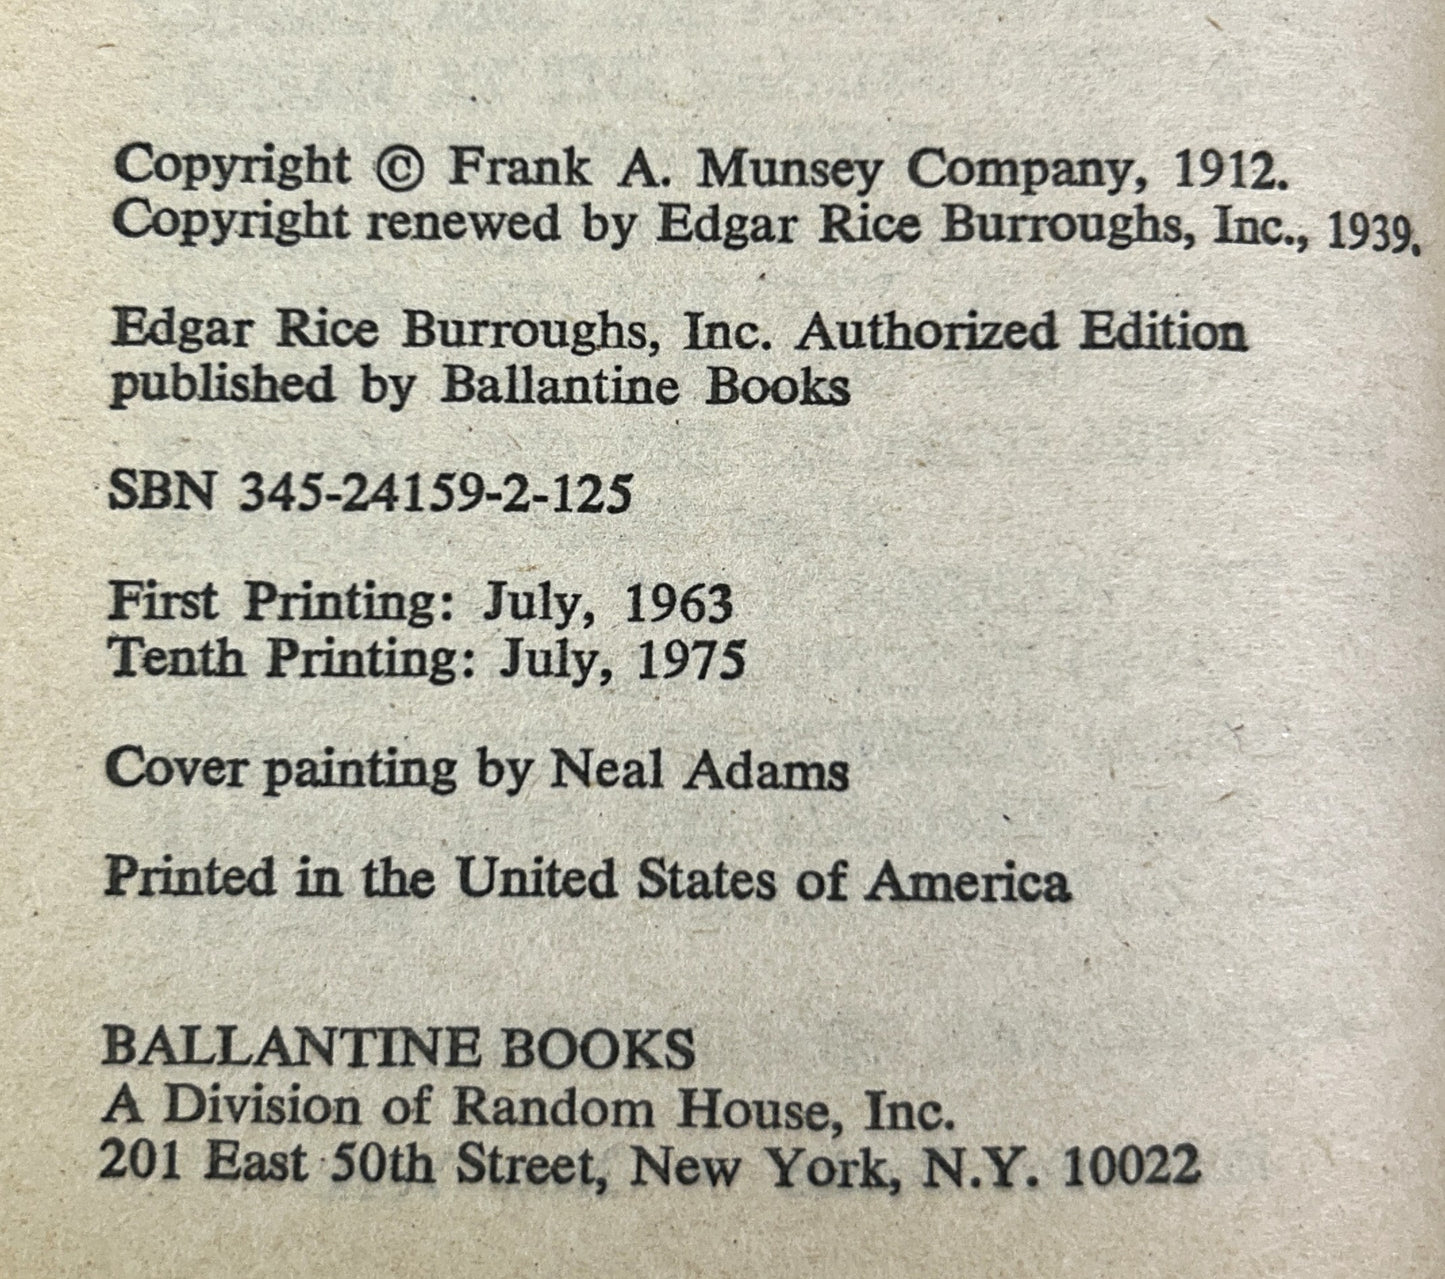 Copyright © Frank A. Munsey Company, 1912.
Copyright renewed by Edgar Rice Burroughs, Inc., 1939.
Edgar Rice Burroughs, Inc. Authorized Edition
published by Ballantine Books
SBN 345-24159-2-125
First Printing: July, 1963
Tenth Printing: July, 1975
Cover painting by Neal Adams
Printed in the United States of America
BALLANTINE BOOKS
A Division of Random House, Inc.
201 East 50th Street, New York, N.Y. 10022